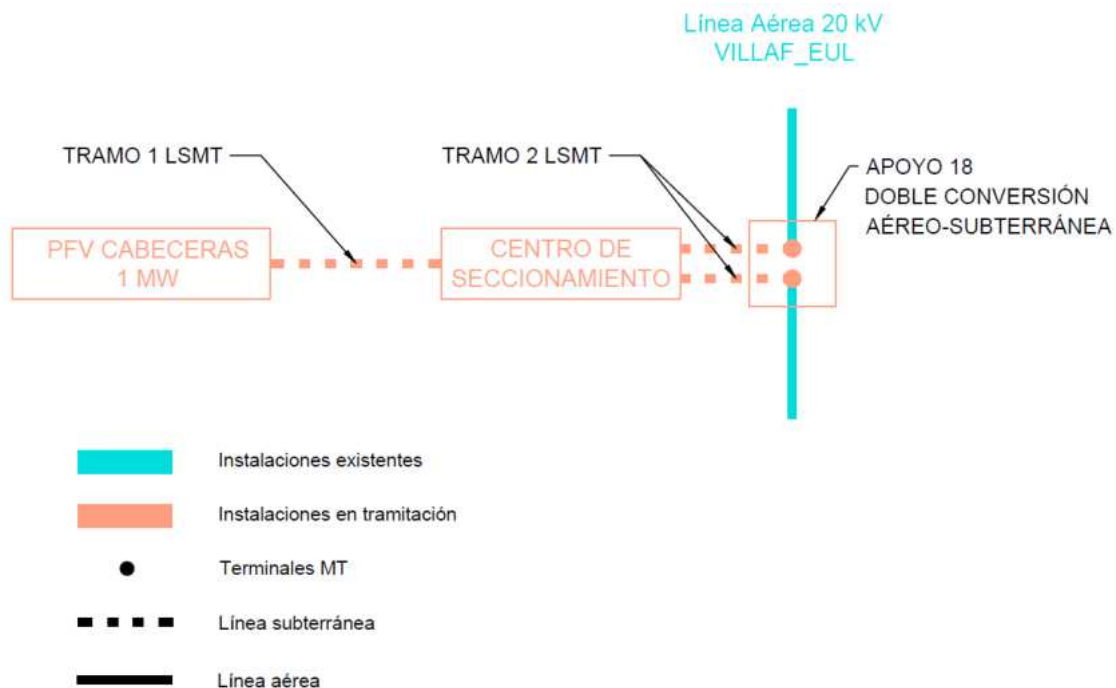 Línea Aérea 20 kV
VILLAF_EUL
TRAMO 1 LSMT
TRAMO 2 LSMT
APOYO 18
DOBLE CONVERSIÓN
AÉREO-SUBTERRÁNEA
PFV CABECERAS
1 MW
CENTRO DE
SECCIONAMIENTO
Instalaciones existentes
Instalaciones en tramitación
Terminales MT
Línea subterránea
Línea aérea